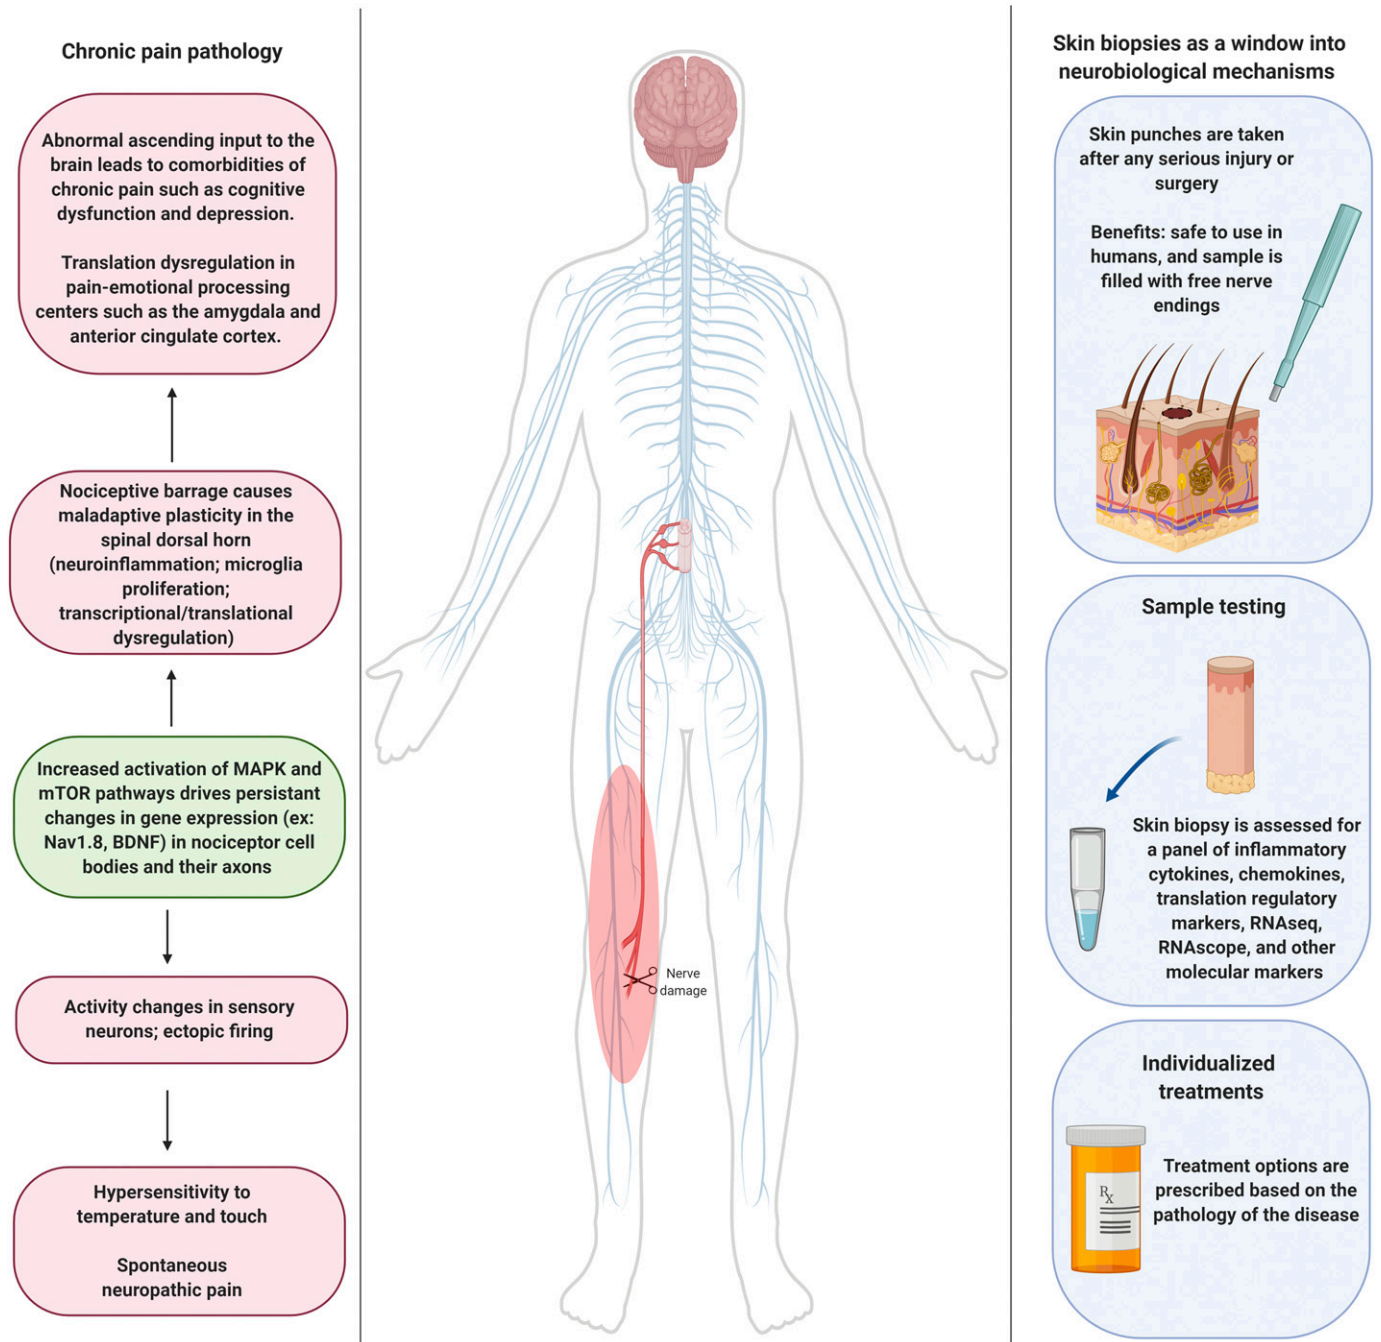 Chronic pain pathology
Abnormal ascending input to the
brain leads to comorbidities of
chronic pain such as cognitive
dysfunction and depression.
Translation dysregulation in
pain-emotional processing
centers such as the amygdala and
anterior cingulate cortex.
Nociceptive barrage causes
maladaptive plasticity in the
spinal dorsal horn
(neuroinflammation; microglia
proliferation;
transcriptional/translational
dysregulation)
Increased activation of MAPK and
mTOR pathways drives persistant
changes in gene expression (ex:
Nav1.8, BDNF) in nociceptor cell
bodies and their axons
Activity changes in sensory
neurons; ectopic firing
Hypersensitivity to
temperature and touch
Spontaneous
neuropathic pain
Nerve
damage
Skin biopsies as a window into
neurobiological mechanisms
Skin punches are taken
after any serious injury or
surgery
Benefits: safe to use in
humans, and sample is
filled with free nerve
endings
Sample testing
Skin biopsy is assessed for
a panel of inflammatory
cytokines, chemokines,
translation regulatory
markers, RNAseq,
RNAscope, and other
molecular markers
Individualized
treatments
Rx
Treatment options are
prescribed based on the
pathology of the disease